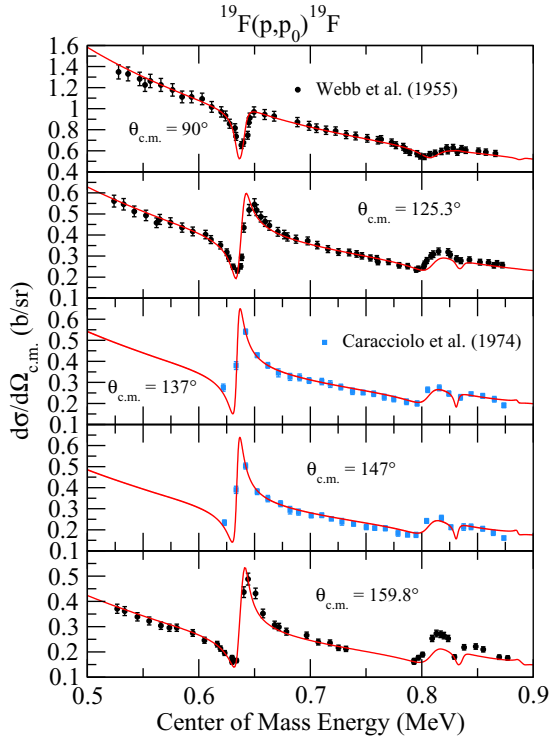 ¹⁹F(p,p₀)¹⁹F
1.6
1.4
1.2
1
0.8
0.6
0.4
Webb et al. (1955)
θc.m. = 90°
0.6
0.5
0.4
0.3
0.2
0.1
θc.m. = 125.3°
0.6
0.5
0.4
0.3
0.2
0.1
Caracciolo et al. (1974)
θc.m. = 137°
0.6
0.5
0.4
0.3
0.2
0.1
θc.m. = 147°
0.5
0.4
0.3
0.2
0.1
θc.m. = 159.8°
dσ/dΩc.m. (b/sr)
0.5 0.6 0.7 0.8 0.9
Center of Mass Energy (MeV)